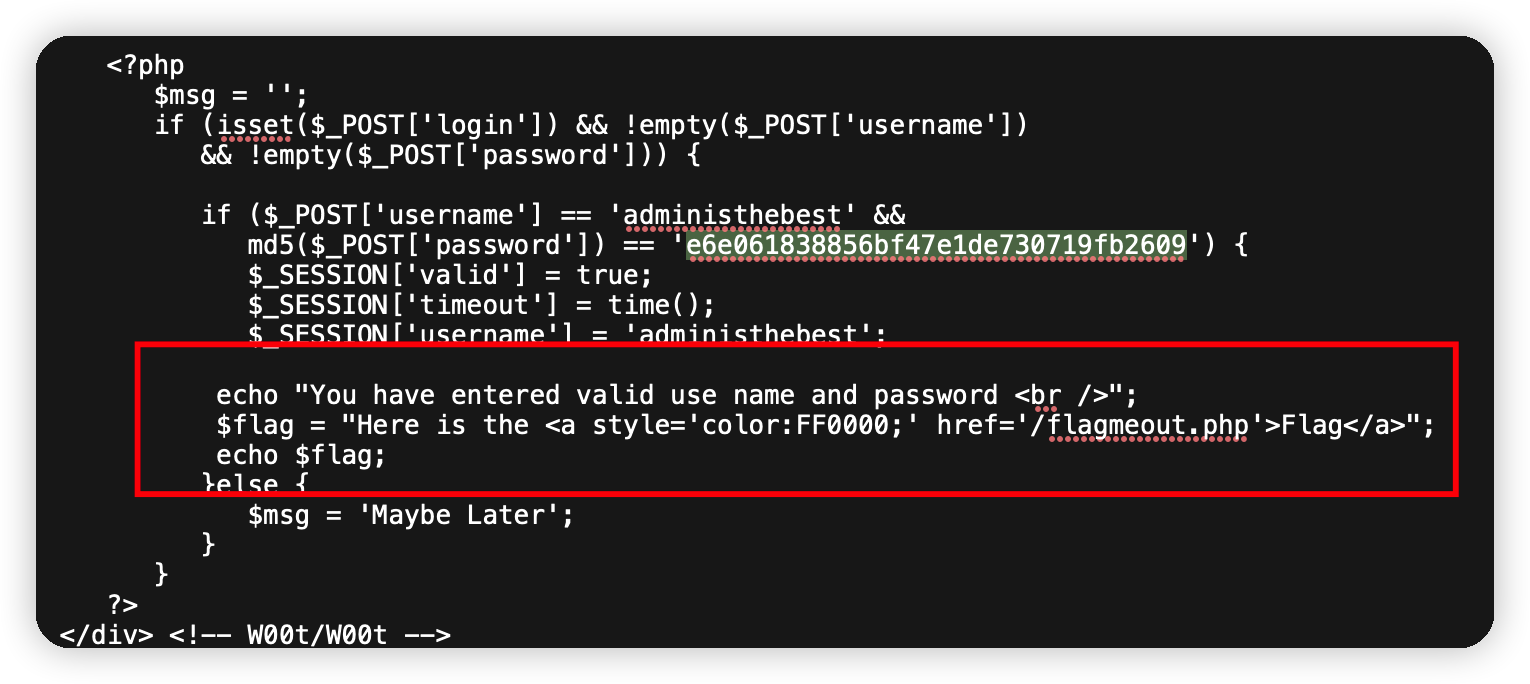 <?php
$msg = '';
if (isset($_POST['login']) && !empty($_POST['username'])
&& !empty($_POST['password'])) {
if ($_POST['username'] == 'administhebest' &&
md5($_POST['password']) == 'e6e061838856bf47e1de730719fb2609') {
$_SESSION['valid'] = true;
$_SESSION['timeout'] = time();
$_SESSION['username'] = 'administhebest';
echo "You have entered valid use name and password <br />";
$flag = "Here is the <a style='color:FF0000;' href='/flagmeout.php'>Flag</a>";
echo $flag;
}else {
$msg = 'Maybe Later';
}
}
?>
</div> <!-- W00t/W00t -->